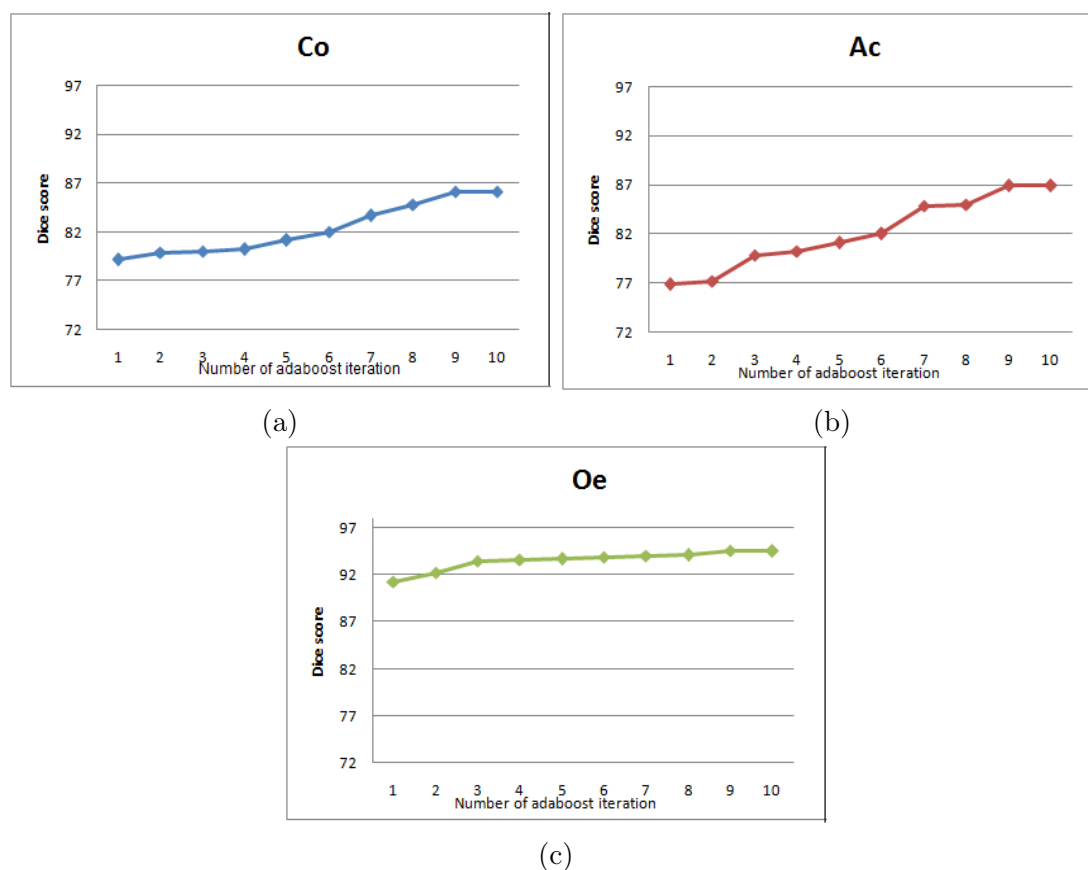 Co
Dice score
97
92
87
82
77
72
1 2 3 4 5 6 7 8 9 10
Number of adaboost iteration
(a)
Ac
Dice score
97
92
87
82
77
72
1 2 3 4 5 6 7 8 9 10
Number of adaboost iteration
(b)
Oe
Dice score
97
92
87
82
77
72
1 2 3 4 5 6 7 8 9 10
Number of adaboost iteration
(c)